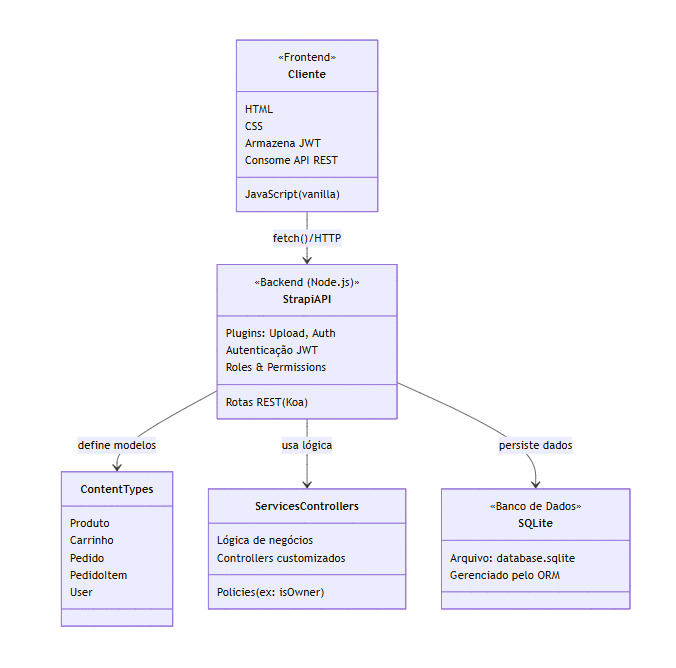 «Frontend»
Cliente
HTML
CSS
Armazena JWT
Consome API REST
JavaScript(vanilla)
fetch()/HTTP
«Backend (Node.js)»
StrapiAPI
Plugins: Upload, Auth
Autenticação JWT
Roles & Permissions
Rotas REST(Koa)
define modelos
usa lógica
persiste dados
ContentTypes
Produto
Carrinho
Pedido
PedidoItem
User
ServicesControllers
Lógica de negócios
Controllers customizados
Policies(ex: isOwner)
«Banco de Dados»
SQLite
Arquivo: database.sqlite
Gerenciado pelo ORM